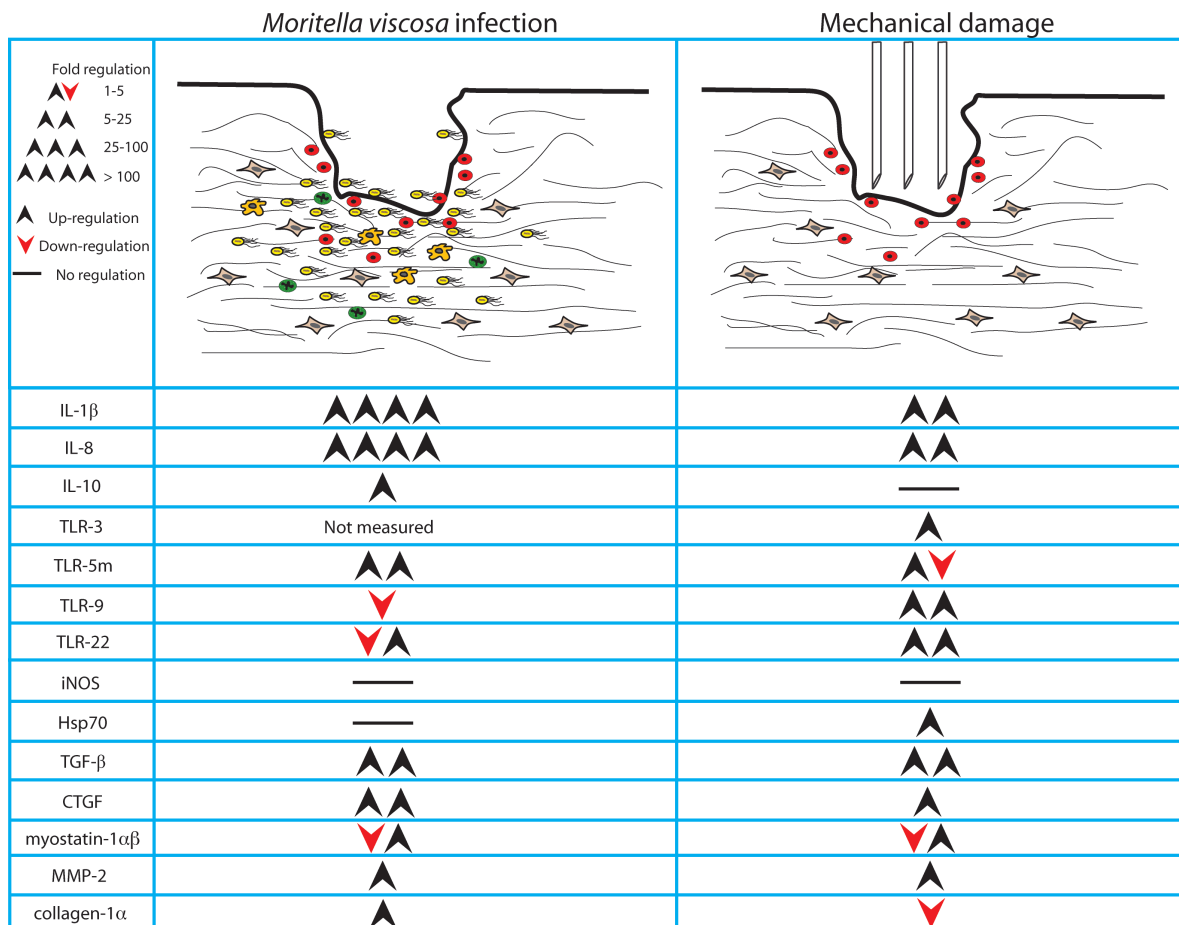 Moritella viscosa infection
Mechanical damage
Fold regulation
1-5
5-25
25-100
> 100
Up-regulation
Down-regulation
No regulation
IL-1β
IL-8
IL-10
TLR-3
Not measured
TLR-5m
TLR-9
TLR-22
iNOS
Hsp70
TGF-β
CTGF
myostatin-1αβ
MMP-2
collagen-1α